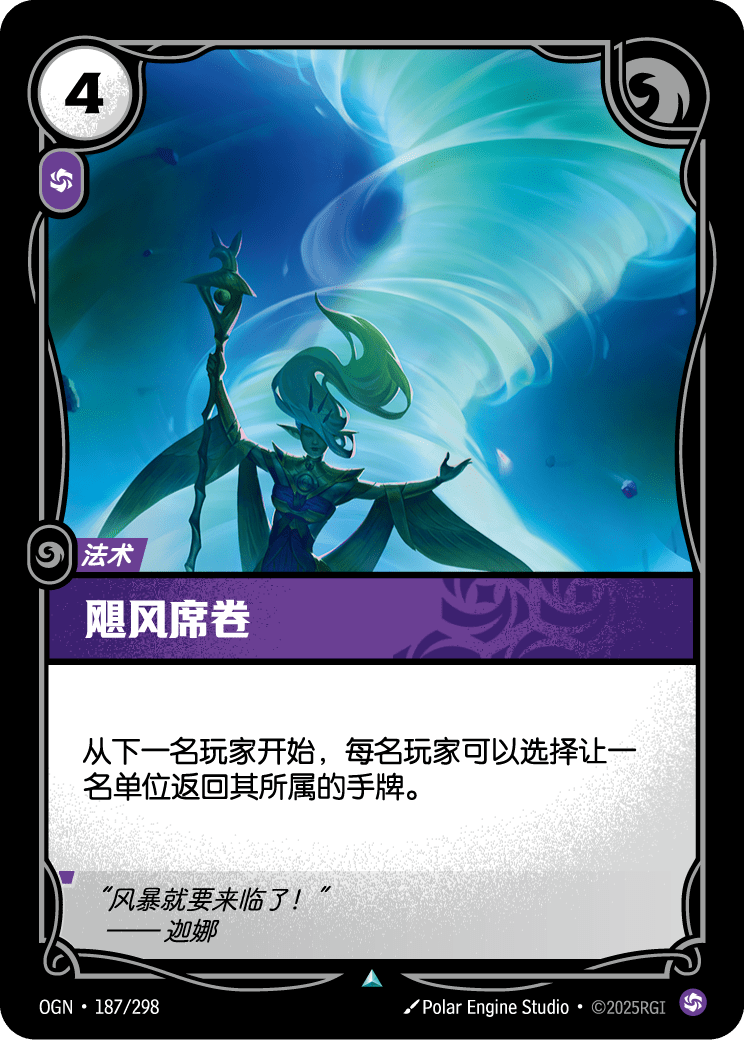 4
法术
飓风席卷
从下一名玩家开始，每名玩家可以选择让一
名单位返回其所属的手牌。
“风暴就要来临了！”
—— 迦娜
OGN • 187/298
Polar Engine Studio • ©2025RGI